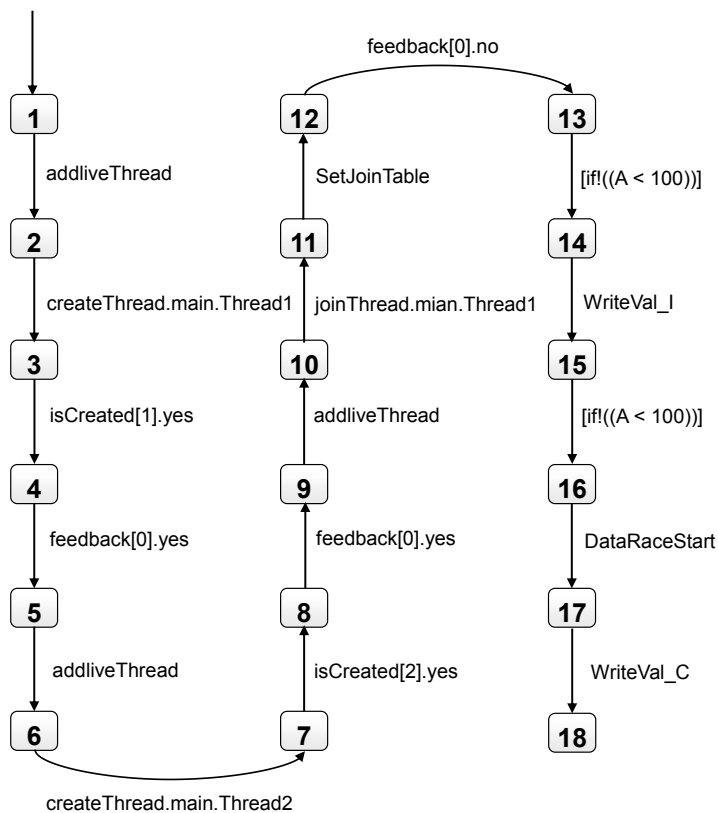 1
addliveThread
2
createThread.main.Thread1
3
isCreated[1].yes
4
feedback[0].yes
5
addliveThread
6
createThread.main.Thread2
7
isCreated[2].yes
8
feedback[0].yes
9
addliveThread
10
joinThread.mian.Thread1
11
SetJoinTable
12
feedback[0].no
13
[if!((A < 100))]
14
WriteVal_I
15
[if!((A < 100))]
16
DataRaceStart
17
WriteVal_C
18